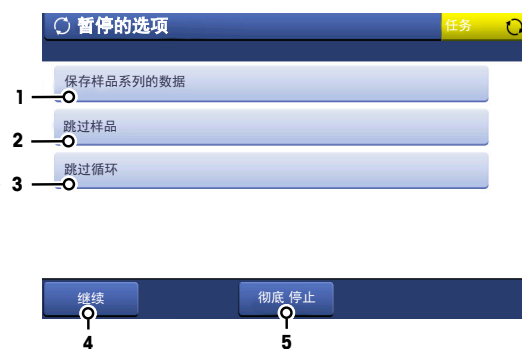 暂停的选项 任务
保存样品系列的数据
1
跳过样品
2
跳过循环
3
继续 彻底 停止
4 5